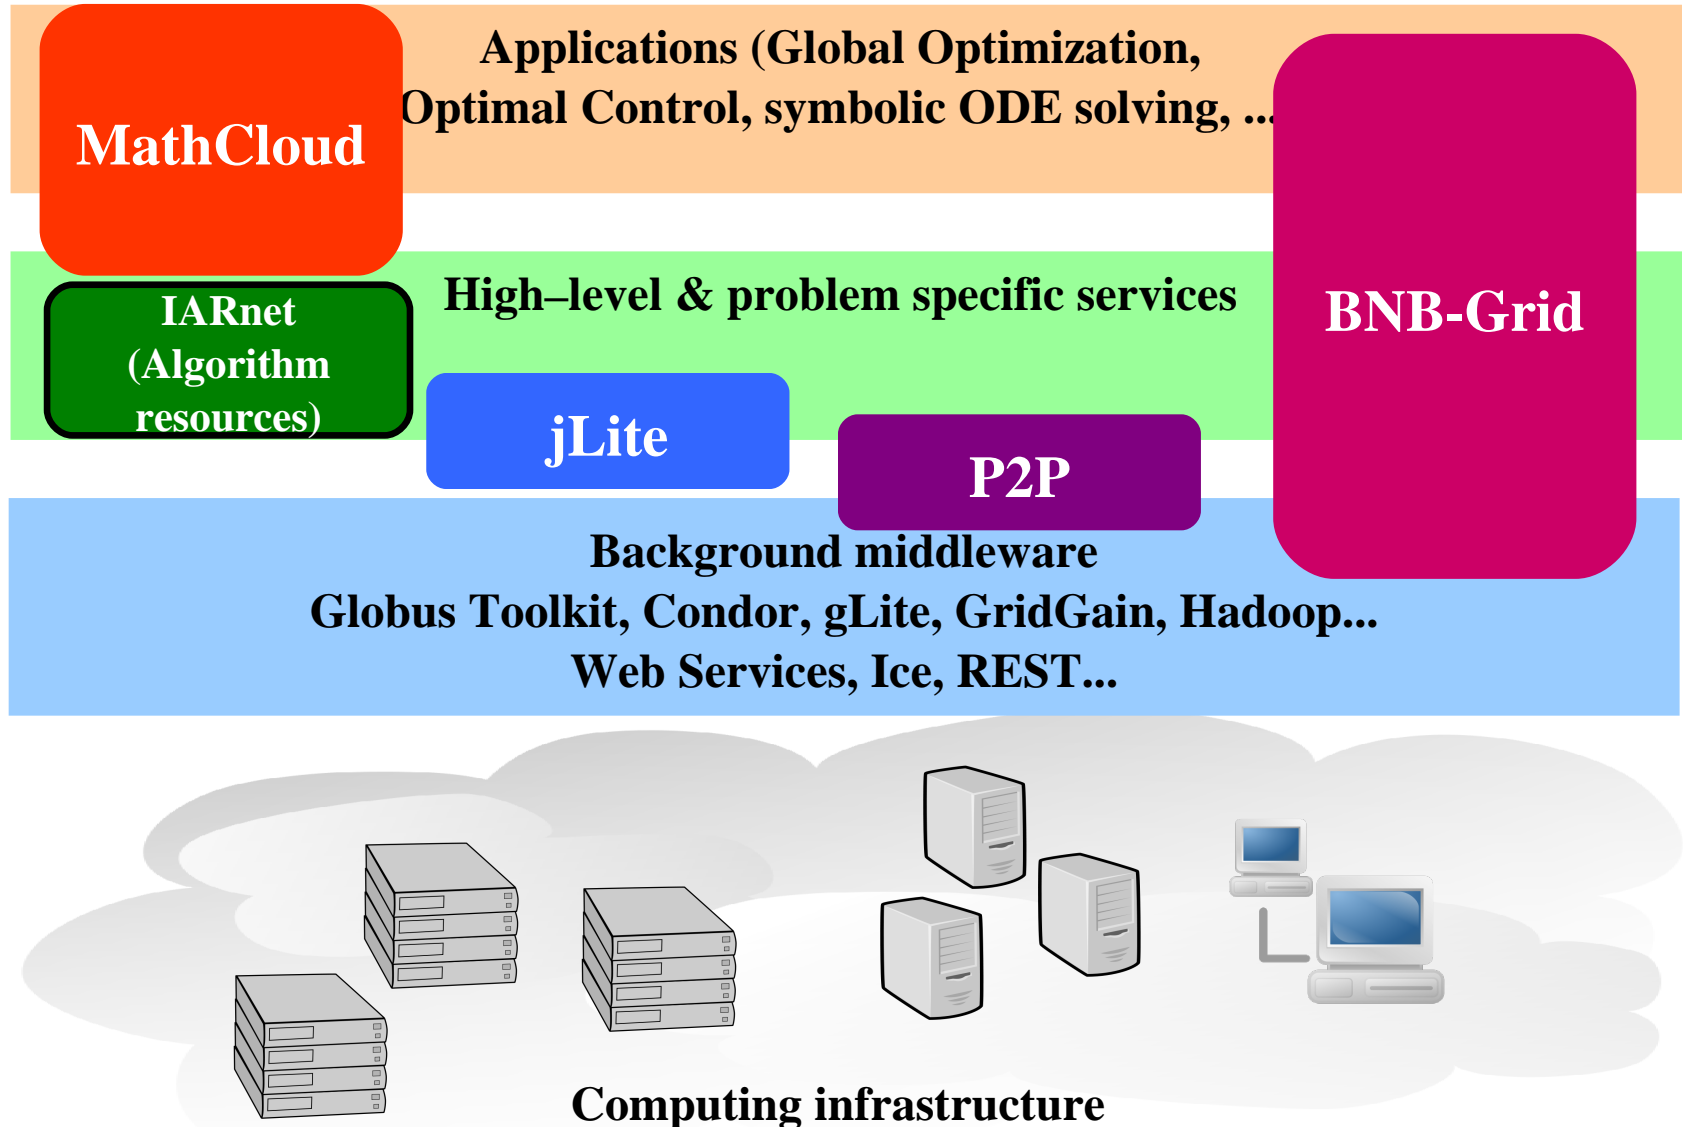 Applications (Global Optimization,
Optimal Control, symbolic ODE solving, ...
MathCloud
High–level & problem specific services
IARnet
(Algorithm
resources)
BNB-Grid
jLite
P2P
Background middleware
Globus Toolkit, Condor, gLite, GridGain, Hadoop...
Web Services, Ice, REST...
Computing infrastructure